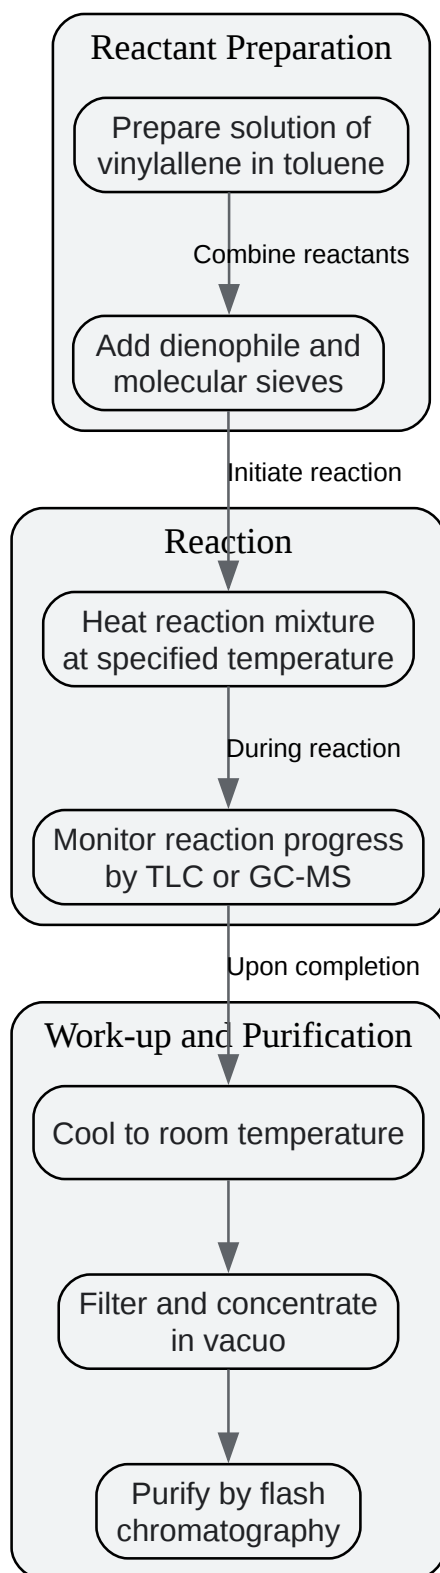 Reactant Preparation
Prepare solution of
vinylallene in toluene
Combine reactants
Add dienophile and
molecular sieves
Initiate reaction
Reaction
Heat reaction mixture
at specified temperature
During reaction
Monitor reaction progress
by TLC or GC-MS
Upon completion
Work-up and Purification
Cool to room temperature
Filter and concentrate
in vacuo
Purify by flash
chromatography